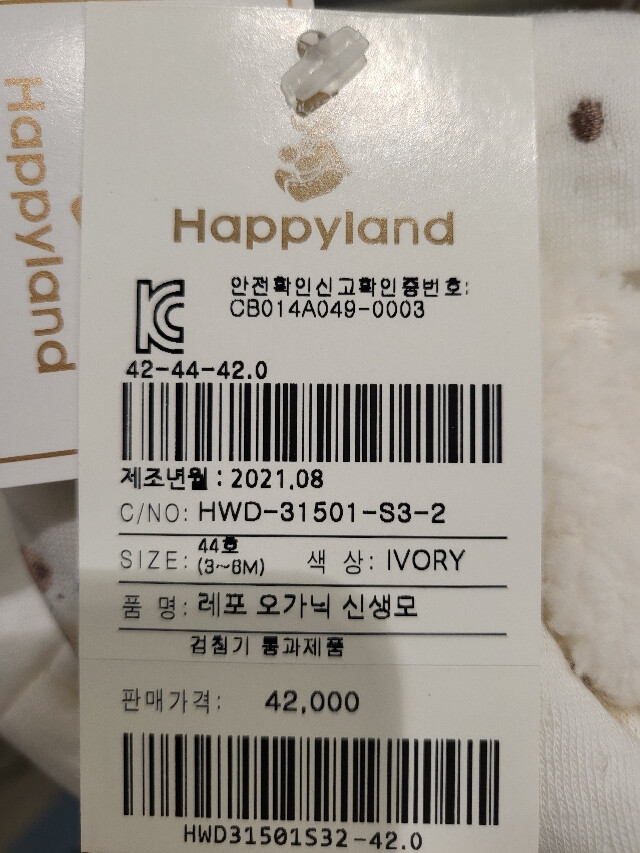 Happyland
Happyland
안전확인신고확인증번호:
CB014A049-0003
42-44-42.0
제조년월 : 2021.08
C/NO: HWD-31501-S3-2
SIZE: 44호 (3~6M) 색 상: IVORY
품 명: 레포 오가닉 신생모
검침기 통과제품
판매가격: 42,000
HWD31501S32-42.0